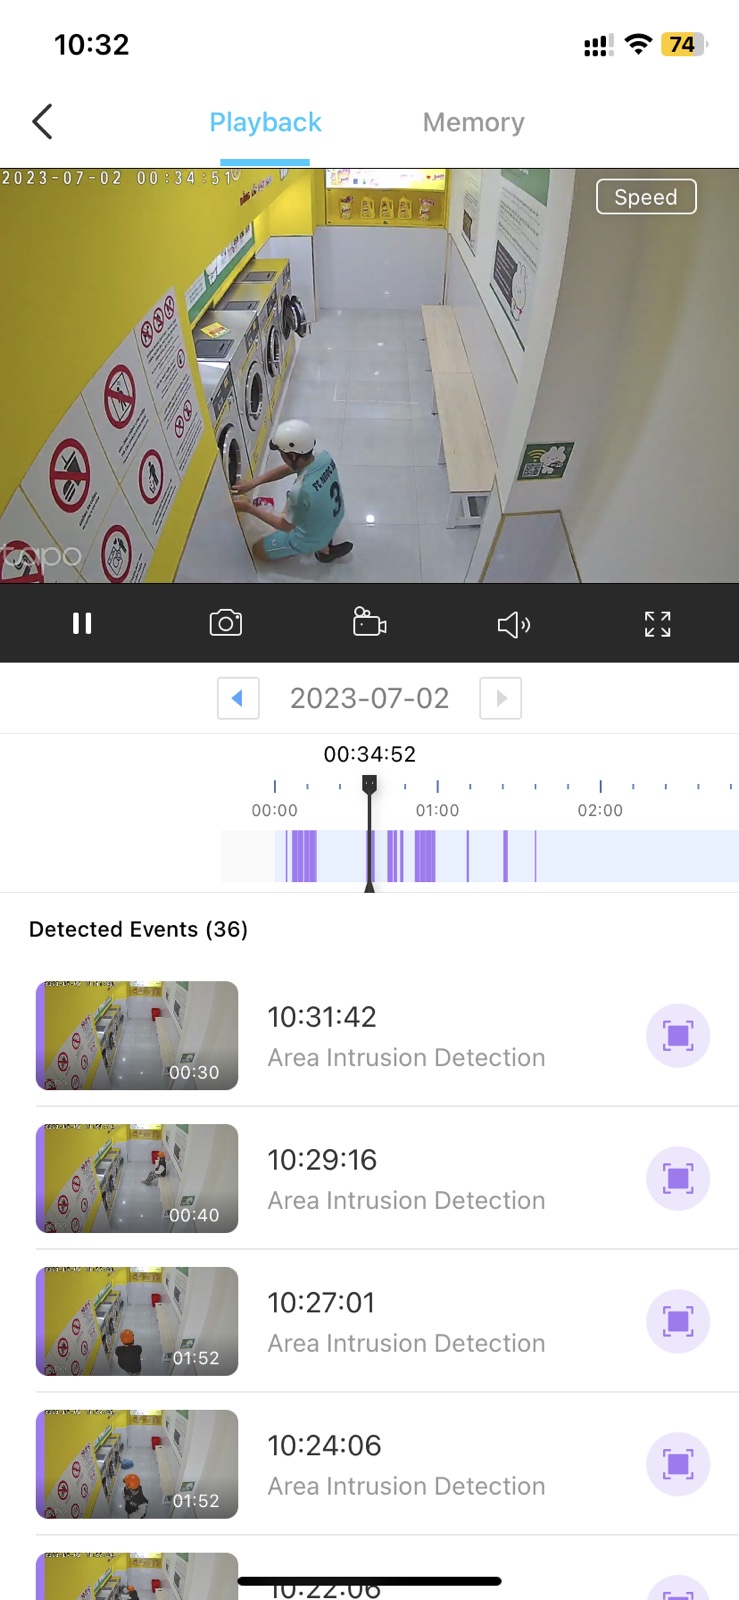 10:32
74
Playback
Memory
2023-07-02 00:34:51
Speed
FC NGOC
3
tapo
2023-07-02
00:34:52
00:00
01:00
02:00
Detected Events (36)
10:31:42
Area Intrusion Detection
00:30
10:29:16
Area Intrusion Detection
00:40
10:27:01
Area Intrusion Detection
01:52
10:24:06
Area Intrusion Detection
01:52
10:22:06